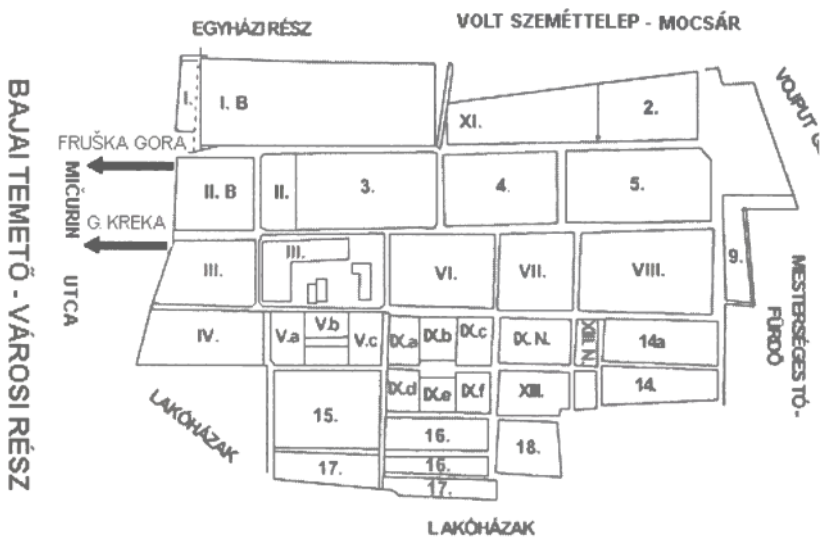 EGYHÁZI RÉSZ
VOLT SZEMÉTTELEP - MOCSÁR
VOJPUT
BAJAI TEMETŐ - VÁROSI RÉSZ
I.
I. B
XI.
2.
FRUŠKA GORA
MIČURIN UTCA
II. B
II.
3.
4.
5.
G. KREKA
III.
III.
VI.
VII.
VIII.
9.
MESTERSÉGES TÓ-
FÜRDŐ
IV.
V.a
V.b
V.c
IX.a
IX.b
IX.c
IX. N.
XIII. N.
14a
IX.d
IX.e
IX.f
XIII.
14.
LAKÓHÁZAK
15.
16.
18.
17.
16.
17.
LAKÓHÁZAK